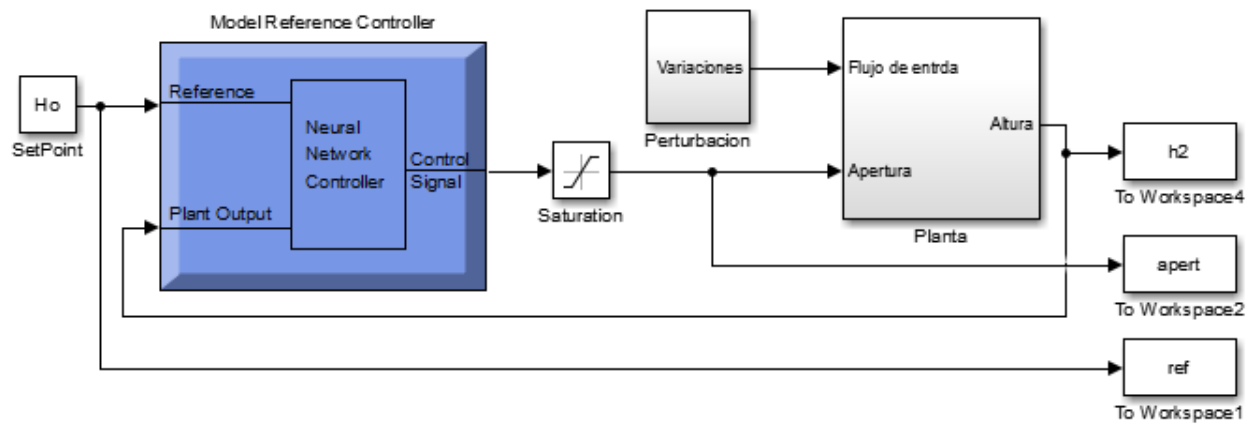 Model Reference Controller
Ho
SetPoint
Reference
Plant Output
Neural
Network
Controller
Control
Signal
Saturation
Variaciones
Perturbacion
Flujo de entrda
Apertura
Altura
Planta
h2
To Workspace4
apert
To Workspace2
ref
To Workspace1